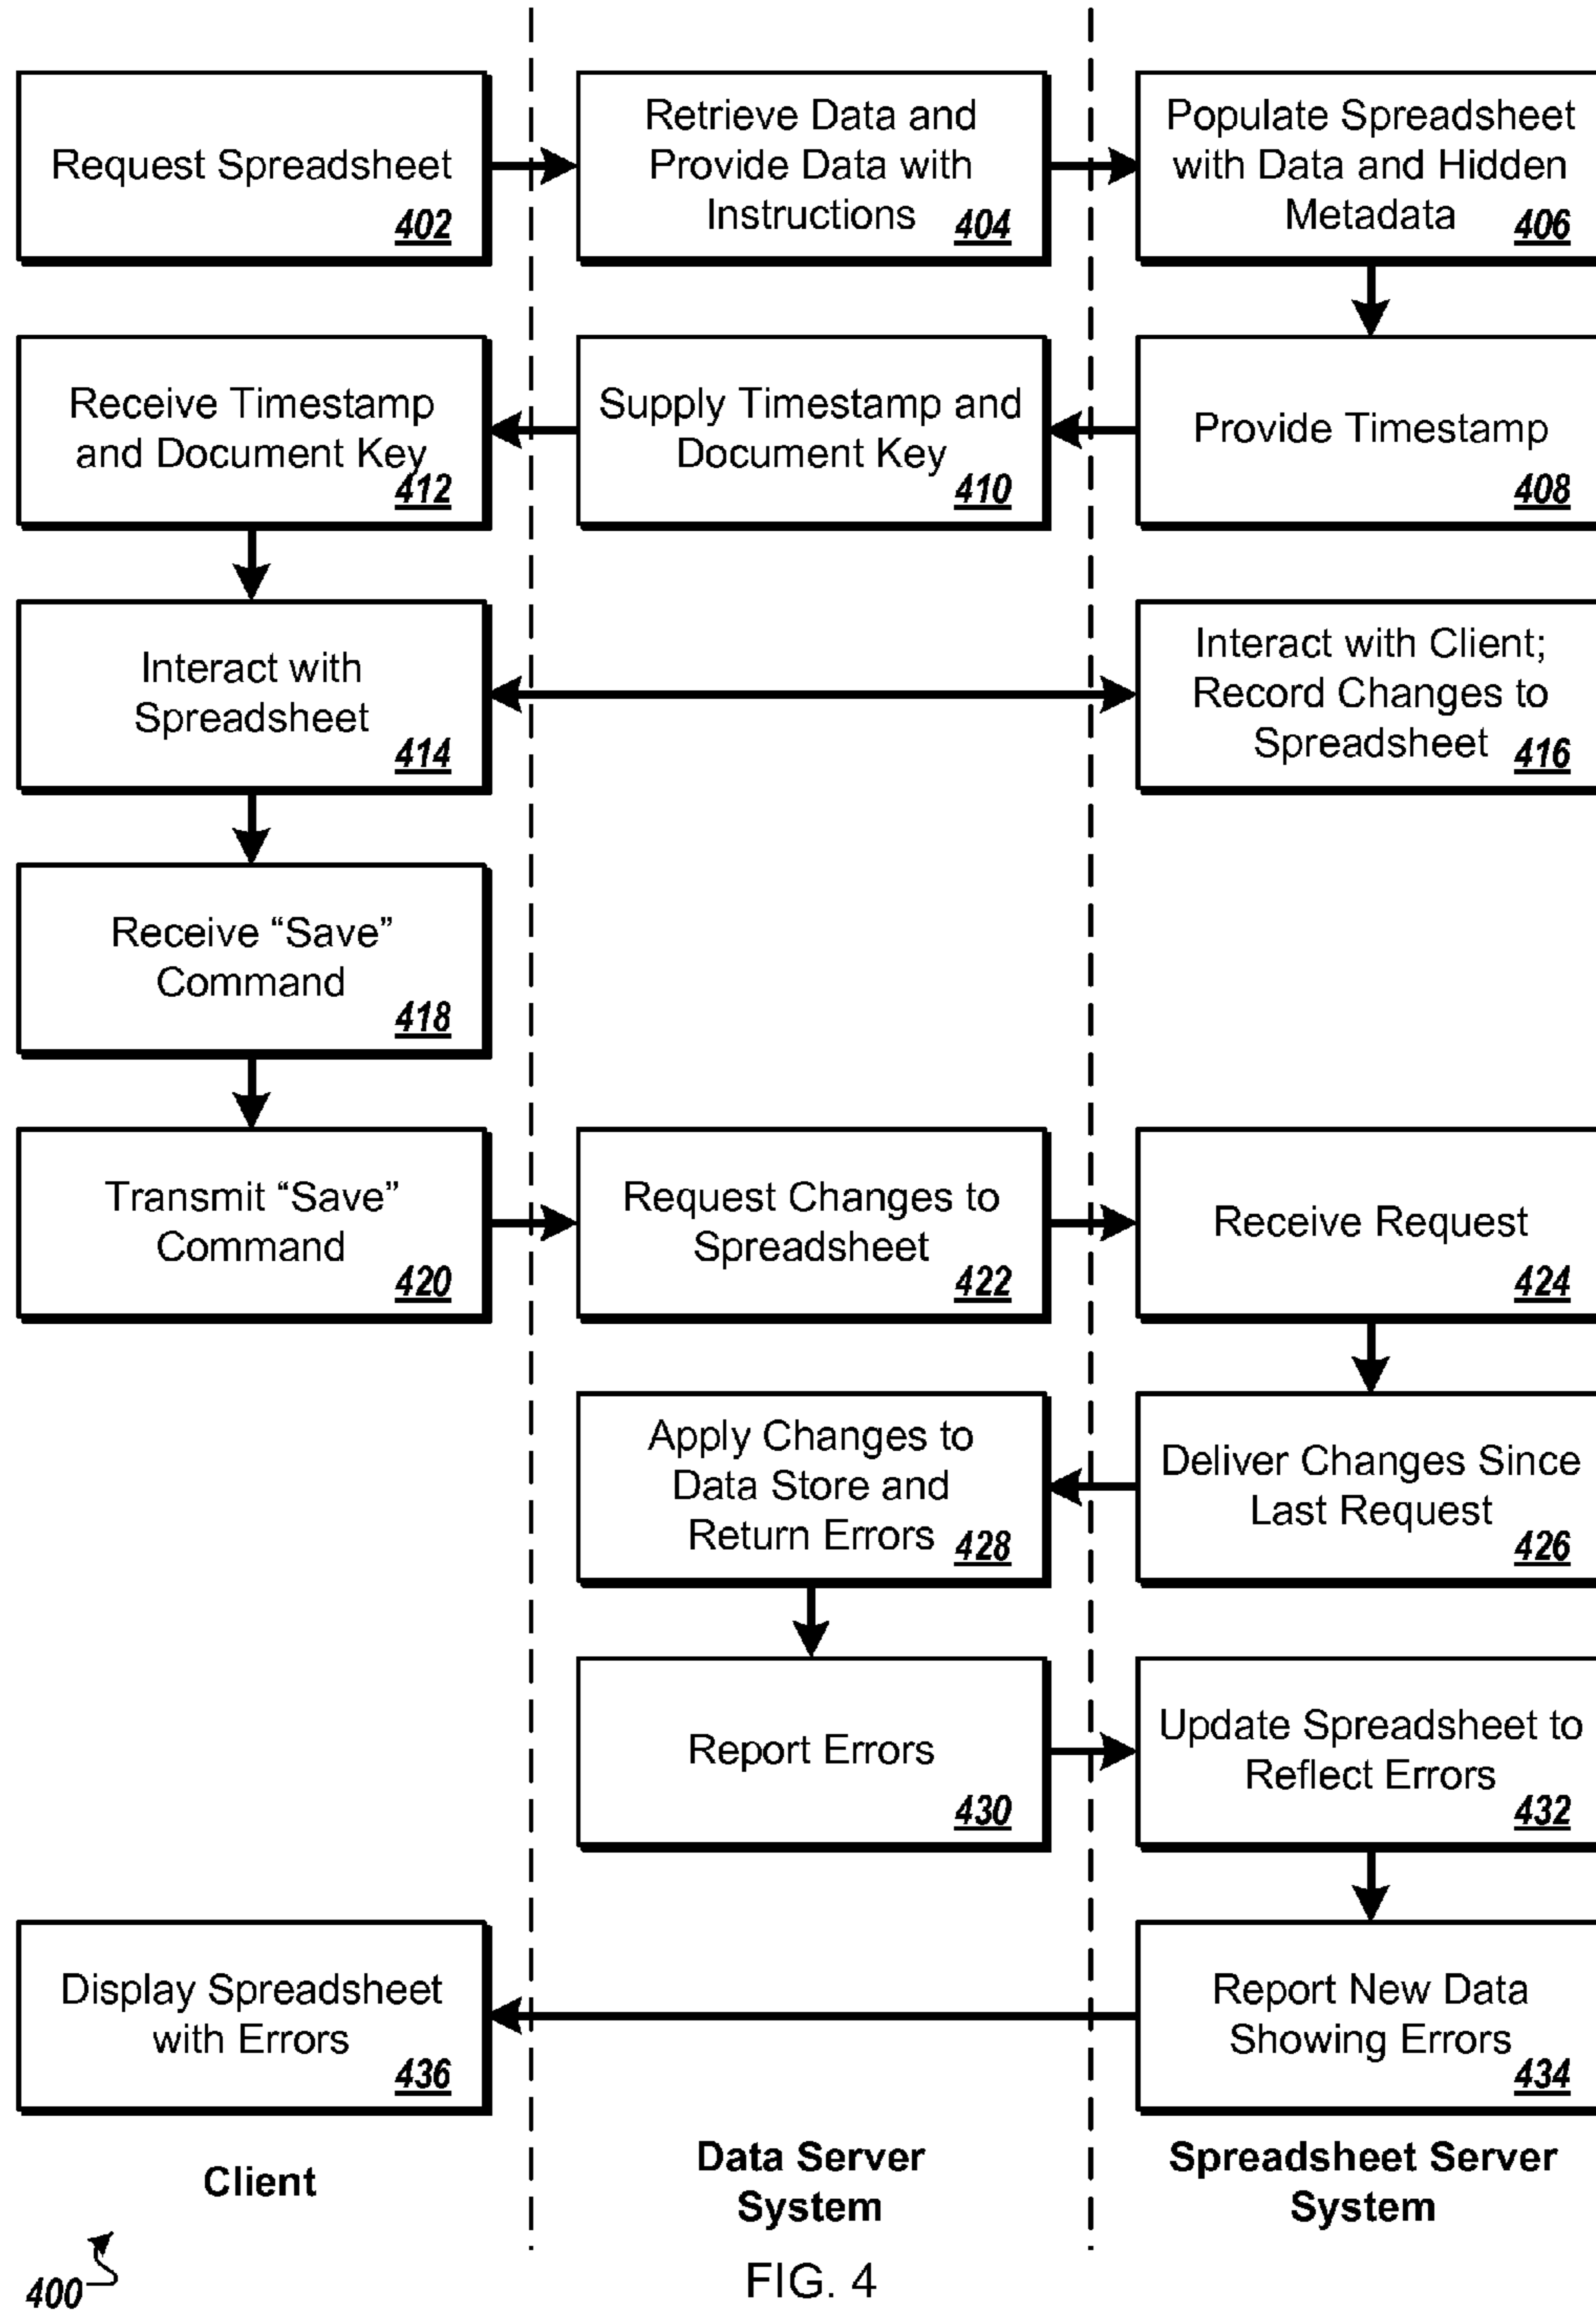 Request Spreadsheet
402
Retrieve Data and
Provide Data with
Instructions
404
Populate Spreadsheet
with Data and Hidden
Metadata
406
Receive Timestamp
and Document Key
412
Supply Timestamp and
Document Key
410
Provide Timestamp
408
Interact with
Spreadsheet
414
Interact with Client;
Record Changes to
Spreadsheet
416
Receive “Save”
Command
418
Transmit “Save”
Command
420
Request Changes to
Spreadsheet
422
Receive Request
424
Apply Changes to
Data Store and
Return Errors
428
Deliver Changes Since
Last Request
426
Report Errors
430
Update Spreadsheet to
Reflect Errors
432
Display Spreadsheet
with Errors
436
Report New Data
Showing Errors
434
Client
Data Server
System
Spreadsheet Server
System
400
FIG. 4